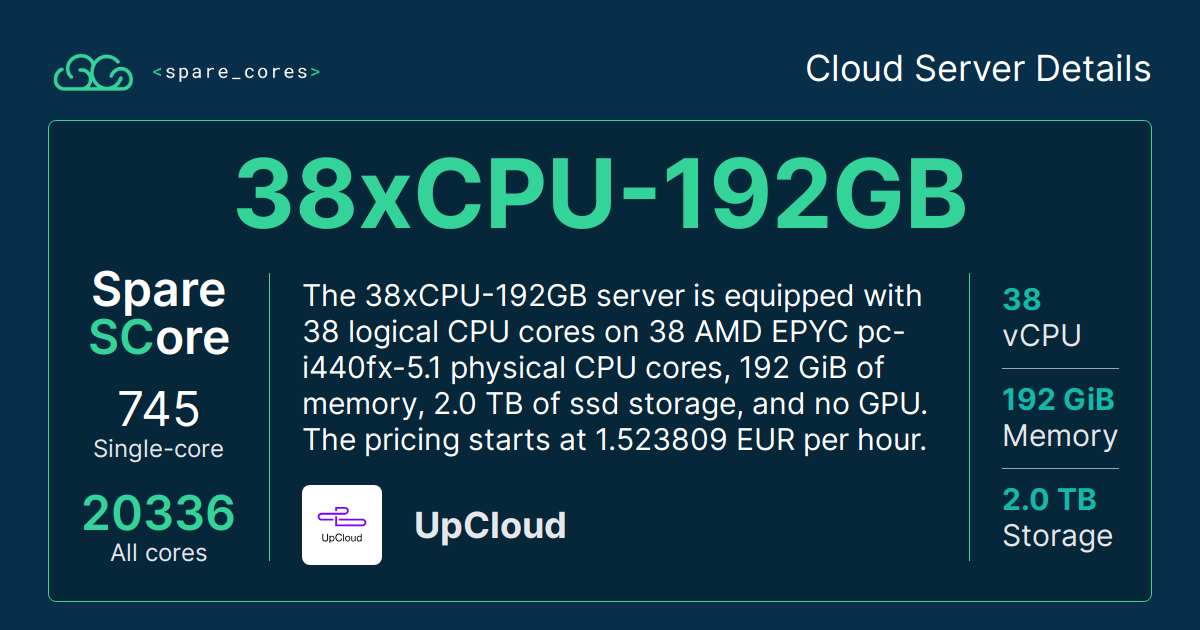 <spare_cores>
Cloud Server Details
38xCPU-192GB
Spare
SCore
745
Single-core
20336
All cores
The 38xCPU-192GB server is equipped with
38 logical CPU cores on 38 AMD EPYC pc-
i440fx-5.1 physical CPU cores, 192 GiB of
memory, 2.0 TB of ssd storage, and no GPU.
The pricing starts at 1.523809 EUR per hour.
UpCloud
UpCloud
38
vCPU
192 GiB
Memory
2.0 TB
Storage